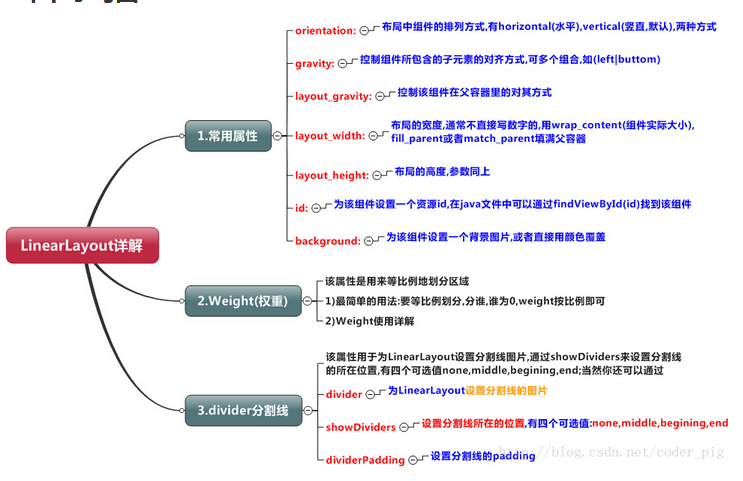 LinearLayout详解
1.常用属性
orientation:
布局中组件的排列方式,有horizontal(水平),vertical(竖直,默认),两种方式
gravity:
控制组件所包含的子元素的对齐方式,可多个组合,如(left|buttom)
layout_gravity:
控制该组件在父容器里的对其方式
layout_width:
布局的宽度,通常不直接写数字的,用wrap_content(组件实际大小),
fill_parent或者match_parent填满父容器
layout_height:
布局的高度,参数同上
id:
为该组件设置一个资源id,在java文件中可以通过findViewById(id)找到该组件
background:
为该组件设置一个背景图片,或者直接用颜色覆盖
2.Weight(权重)
该属性是用来等比例地划分区域
1)最简单的用法:要等比例划分,分谁,谁为0,weight按比例即可
2)Weight使用详解
3.divider分割线
该属性用于为LinearLayout设置分割线图片,通过showDividers来设置分割线
的所在位置,有四个可选值none,middle,begining,end;当然你还可以通过
divider
为LinearLayout设置分割线的图片
showDividers
设置分割线所在的位置,有四个可选值:none,middle,begining,end
dividerPadding
设置分割线的padding
http://blog.csdn.net/coder_pig